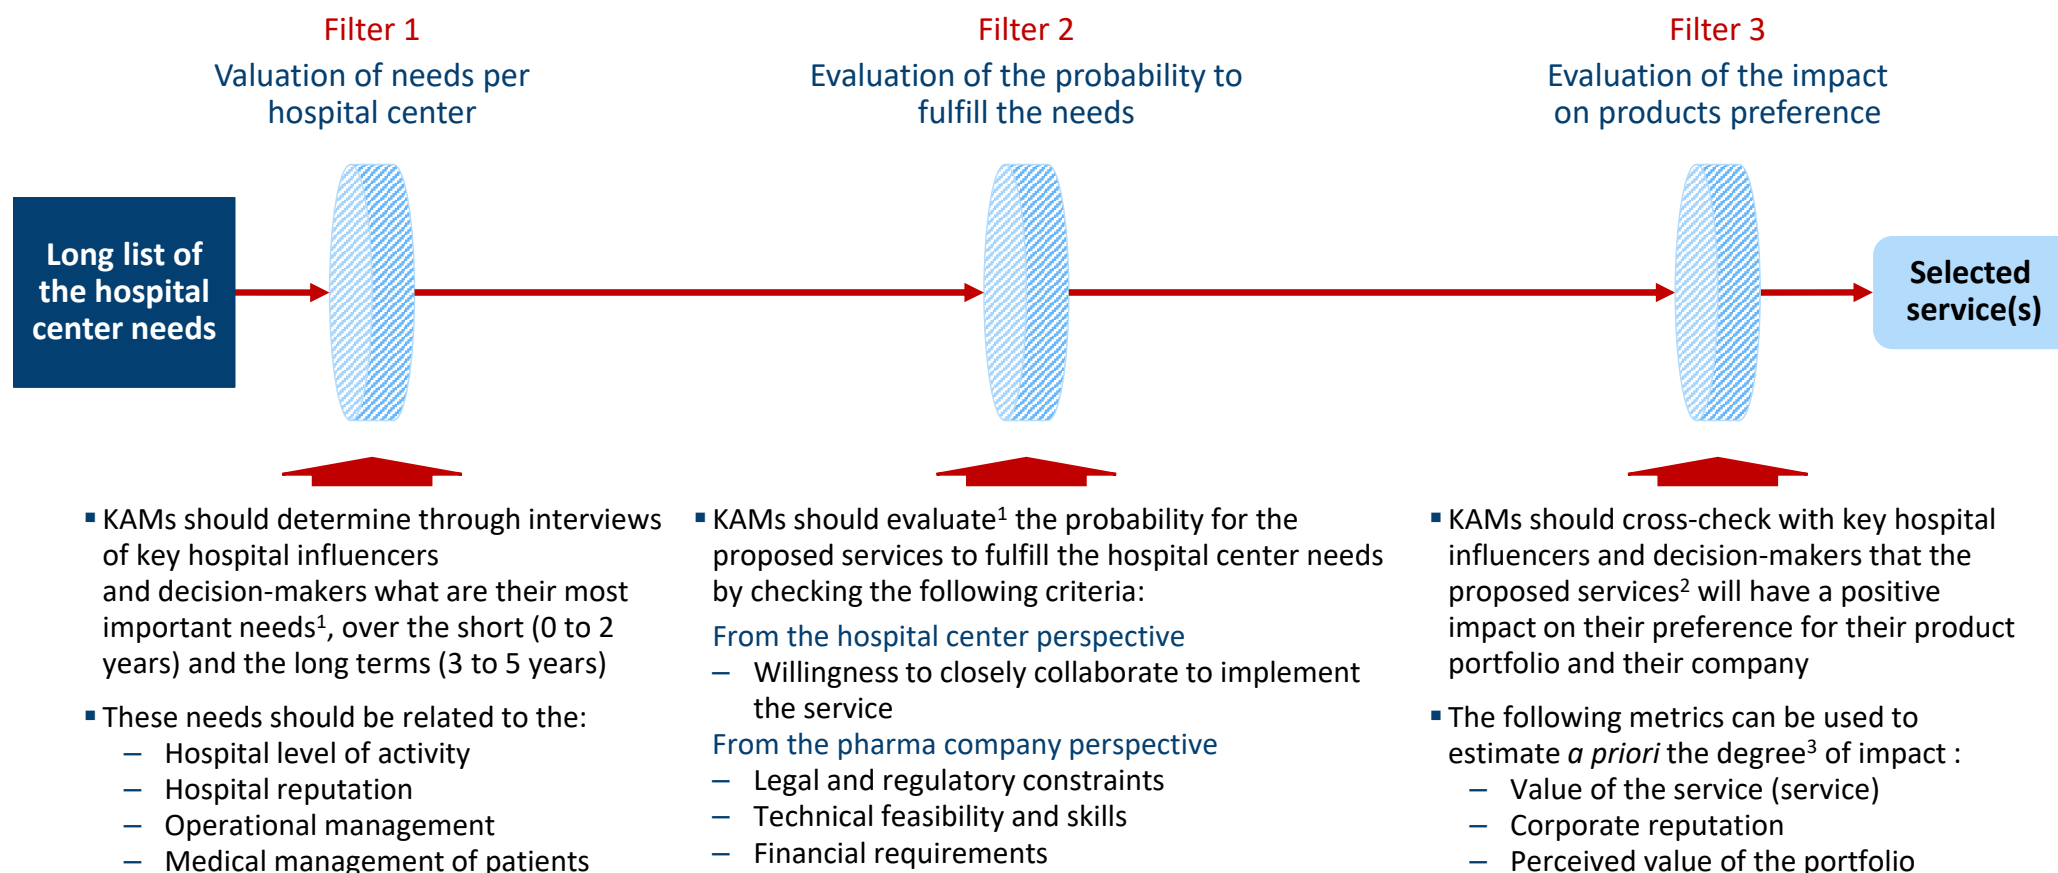 Filter 1
Valuation of needs per
hospital center
Filter 2
Evaluation of the probability to
fulfill the needs
Filter 3
Evaluation of the impact
on products preference
Long list of
the hospital
center needs
Selected
service(s)
▪ KAMs should determine through interviews
of key hospital influencers
and decision-makers what are their most
important needs¹, over the short (0 to 2
years) and the long terms (3 to 5 years)
▪ These needs should be related to the:
– Hospital level of activity
– Hospital reputation
– Operational management
– Medical management of patients
▪ KAMs should evaluate¹ the probability for the
proposed services to fulfill the hospital center needs
by checking the following criteria:
From the hospital center perspective
– Willingness to closely collaborate to implement
the service
From the pharma company perspective
– Legal and regulatory constraints
– Technical feasibility and skills
– Financial requirements
▪ KAMs should cross-check with key hospital
influencers and decision-makers that the
proposed services² will have a positive
impact on their preference for their product
portfolio and their company
▪ The following metrics can be used to
estimate a priori the degree³ of impact :
– Value of the service (service)
– Corporate reputation
– Perceived value of the portfolio